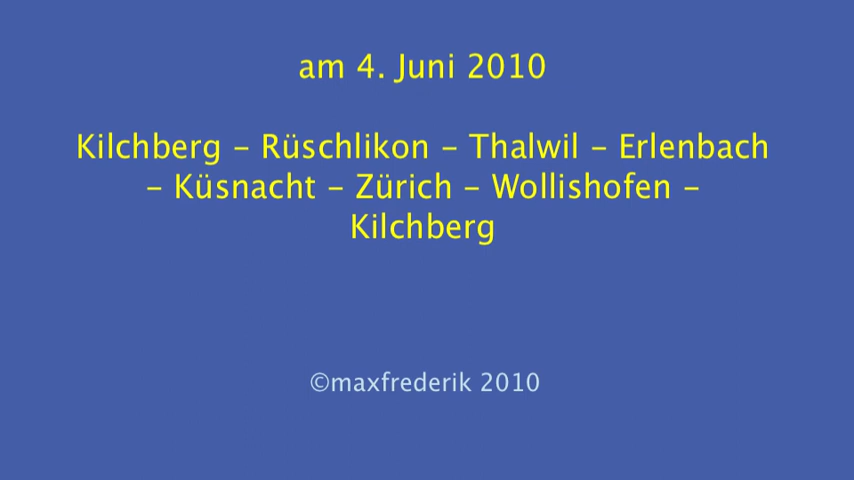 am 4. Juni 2010
Kilchberg – Rüschlikon – Thalwil – Erlenbach
– Küsnacht – Zürich – Wollishofen –
Kilchberg
©maxfrederik 2010